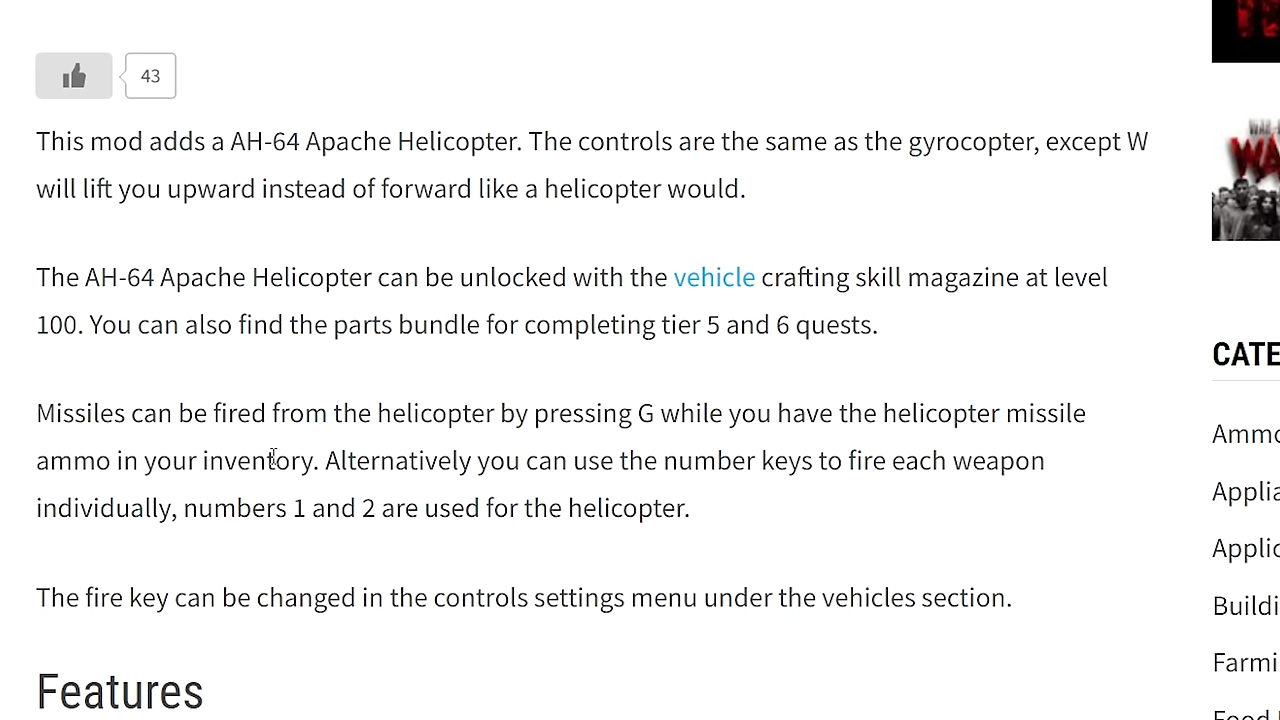 43
This mod adds a AH-64 Apache Helicopter. The controls are the same as the gyrocopter, except W
will lift you upward instead of forward like a helicopter would.
The AH-64 Apache Helicopter can be unlocked with the vehicle crafting skill magazine at level
100. You can also find the parts bundle for completing tier 5 and 6 quests.
Missiles can be fired from the helicopter by pressing G while you have the helicopter missile
ammo in your inventory. Alternatively you can use the number keys to fire each weapon
individually, numbers 1 and 2 are used for the helicopter.
The fire key can be changed in the controls settings menu under the vehicles section.
Features
CATE
Ammo
Applia
Applic
Buildi
Farmi